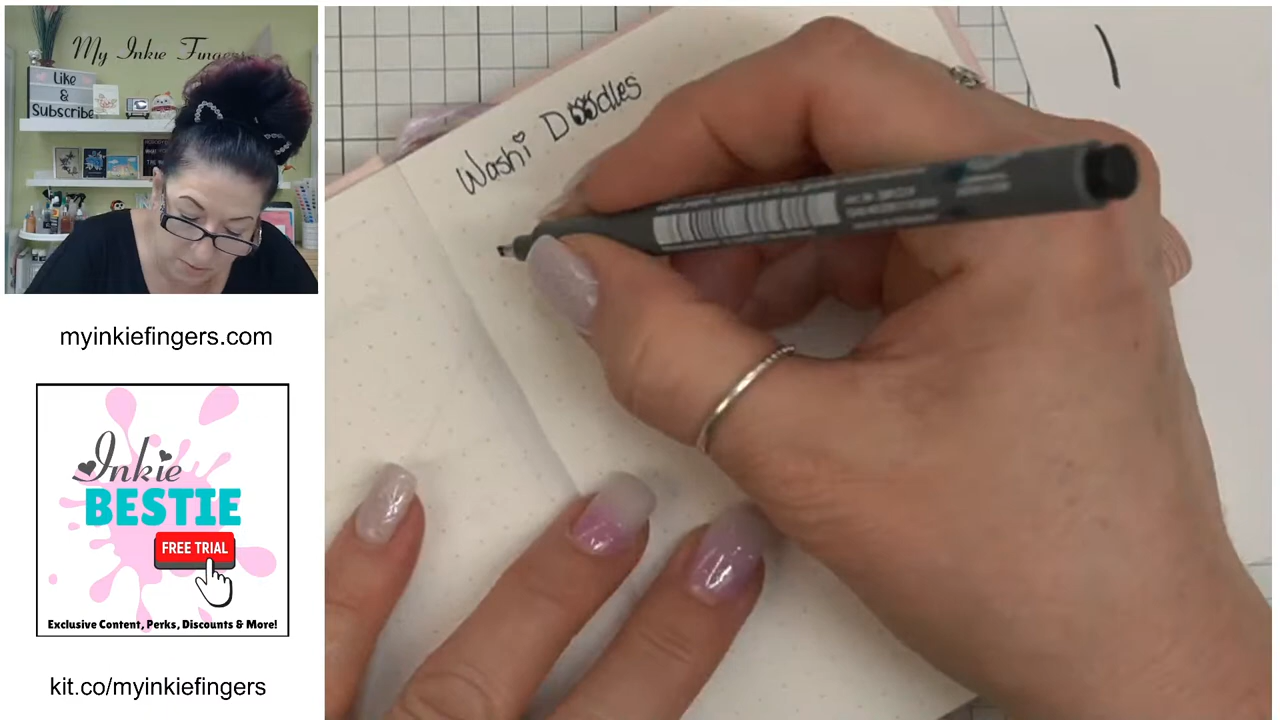 My Inkie Fingers
Like
&
Subscribe
Washi Doodles
myinkiefingers.com
Inkie
BESTIE
FREE TRIAL
Exclusive Content, Perks, Discounts & More!
kit.co/myinkiefingers